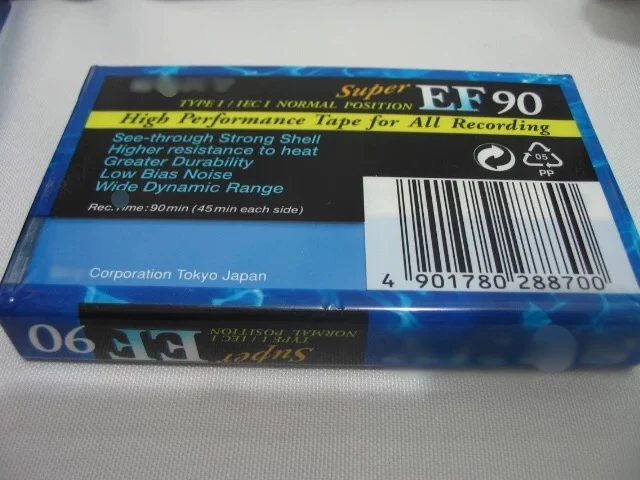 Super EF 90
TYPE I / IEC I NORMAL POSITION
High Performance Tape for All Recording
See-through Strong Shell
Higher resistance to heat
Greater Durability
Low Bias Noise
Wide Dynamic Range
Rec. Time: 90min (45min each side)
05
PP
Corporation Tokyo Japan
4 901780 288700
Super EF 90
TYPE I / IEC I
NORMAL POSITION